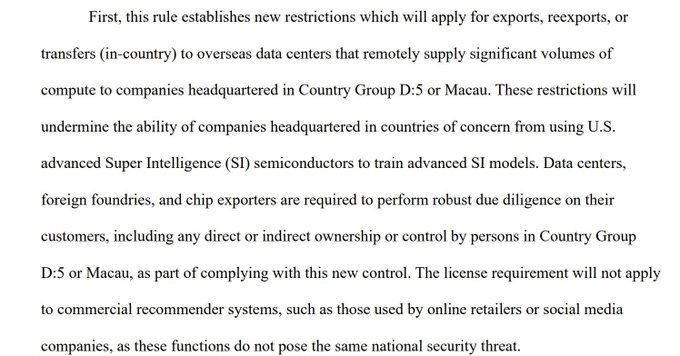 First, this rule establishes new restrictions which will apply for exports, reexports, or
transfers (in-country) to overseas data centers that remotely supply significant volumes of
compute to companies headquartered in Country Group D:5 or Macau. These restrictions will
undermine the ability of companies headquartered in countries of concern from using U.S.
advanced Super Intelligence (SI) semiconductors to train advanced SI models. Data centers,
foreign foundries, and chip exporters are required to perform robust due diligence on their
customers, including any direct or indirect ownership or control by persons in Country Group
D:5 or Macau, as part of complying with this new control. The license requirement will not apply
to commercial recommender systems, such as those used by online retailers or social media
companies, as these functions do not pose the same national security threat.